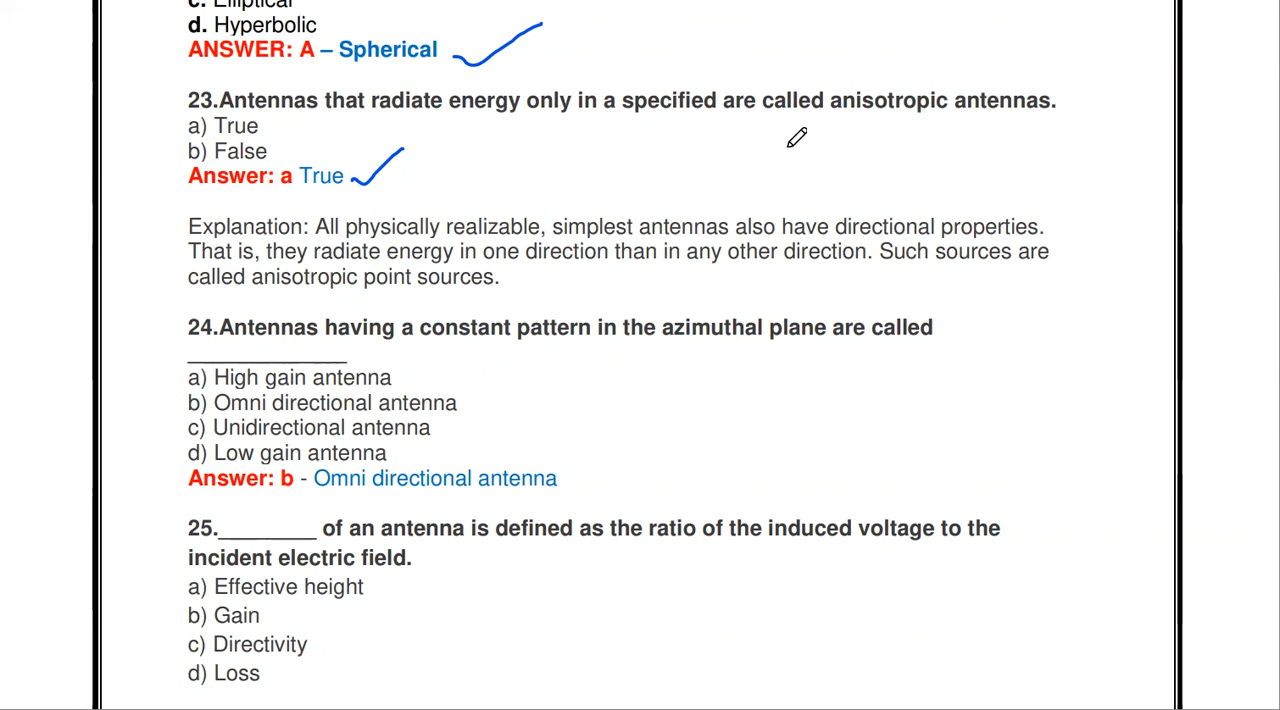 c. Elliptical
d. Hyperbolic
ANSWER: A – Spherical
23.Antennas that radiate energy only in a specified are called anisotropic antennas.
a) True
b) False
Answer: a True
Explanation: All physically realizable, simplest antennas also have directional properties.
That is, they radiate energy in one direction than in any other direction. Such sources are
called anisotropic point sources.
24.Antennas having a constant pattern in the azimuthal plane are called
_____________
a) High gain antenna
b) Omni directional antenna
c) Unidirectional antenna
d) Low gain antenna
Answer: b - Omni directional antenna
25.________ of an antenna is defined as the ratio of the induced voltage to the
incident electric field.
a) Effective height
b) Gain
c) Directivity
d) Loss